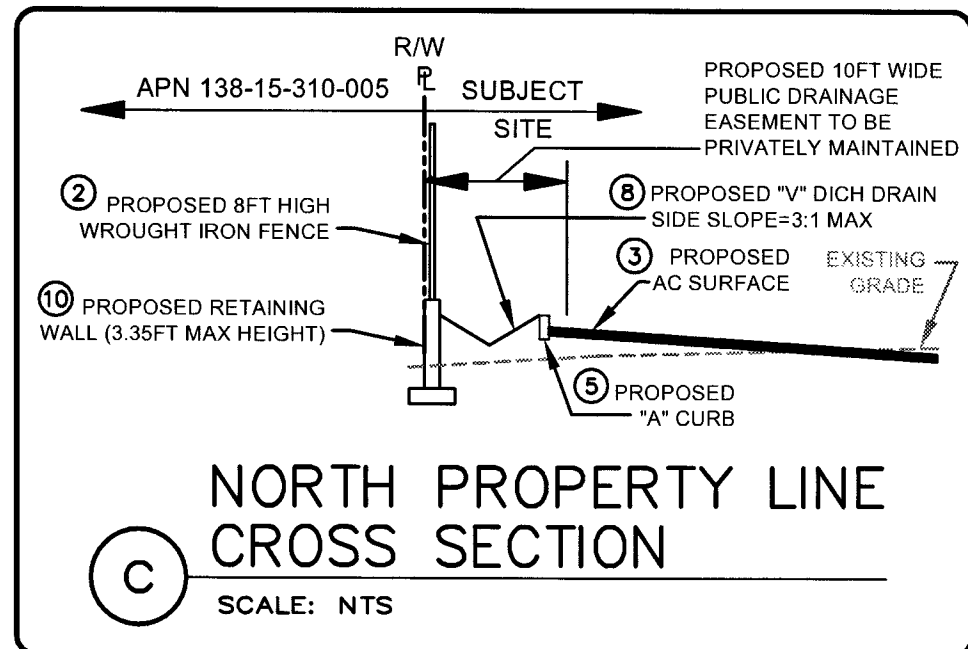 R/W
PL
APN 138-15-310-005
SUBJECT
SITE
PROPOSED 10FT WIDE
PUBLIC DRAINAGE
EASEMENT TO BE
PRIVATELY MAINTAINED
2 PROPOSED 8FT HIGH
WROUGHT IRON FENCE
8 PROPOSED "V" DICH DRAIN
SIDE SLOPE=3:1 MAX
3 PROPOSED
AC SURFACE
EXISTING
GRADE
10 PROPOSED RETAINING
WALL (3.35FT MAX HEIGHT)
5 PROPOSED
"A" CURB
NORTH PROPERTY LINE
CROSS SECTION
C
SCALE: NTS